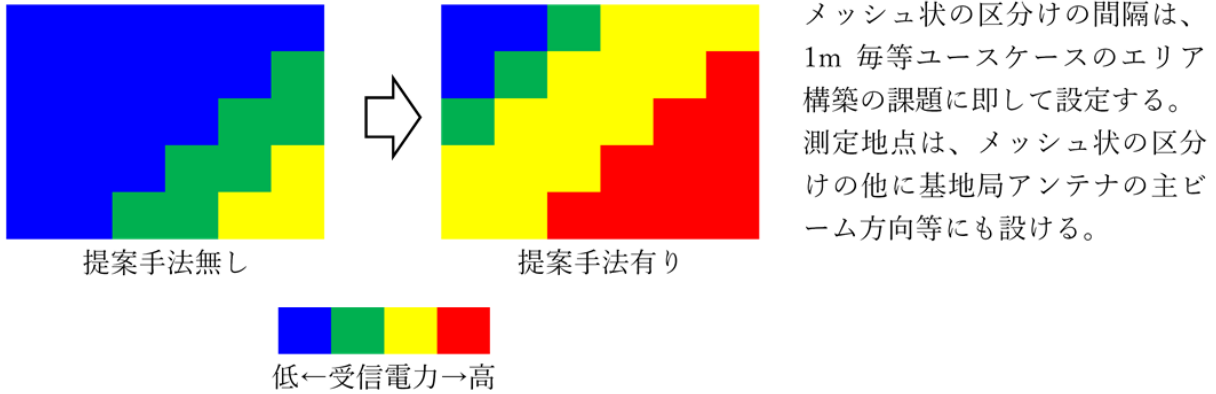 メッシュ状の区分けの間隔は、
1m 毎等ユースケースのエリア
構築の課題に即して設定する。
測定地点は、メッシュ状の区分
けの他に基地局アンテナの主ビ
ーム方向等にも設ける。
提案手法無し
提案手法有り
低←受信電力→高